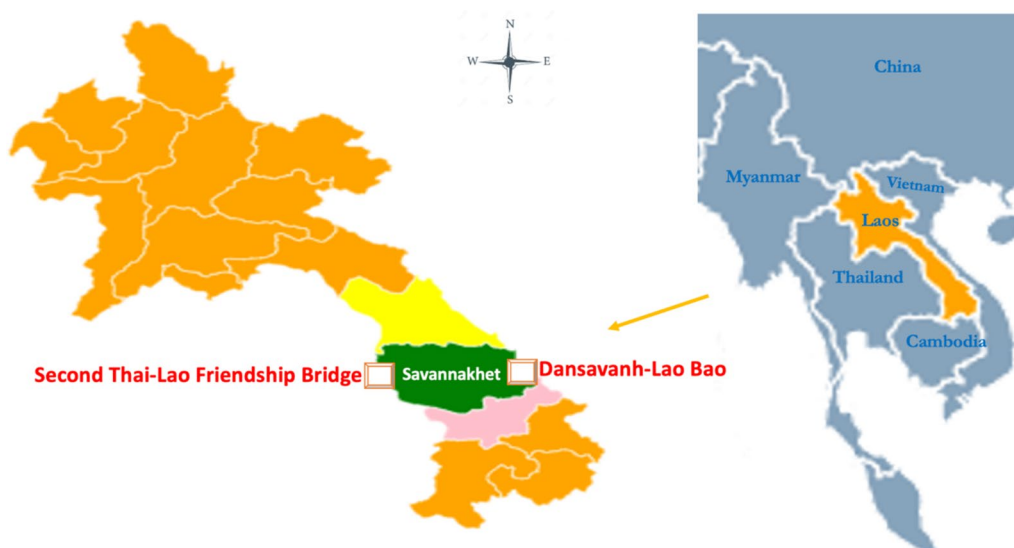 N
W
E
S
Second Thai-Lao Friendship Bridge
Savannakhet
Dansavanh-Lao Bao
China
Myanmar
Vietnam
Laos
Thailand
Cambodia